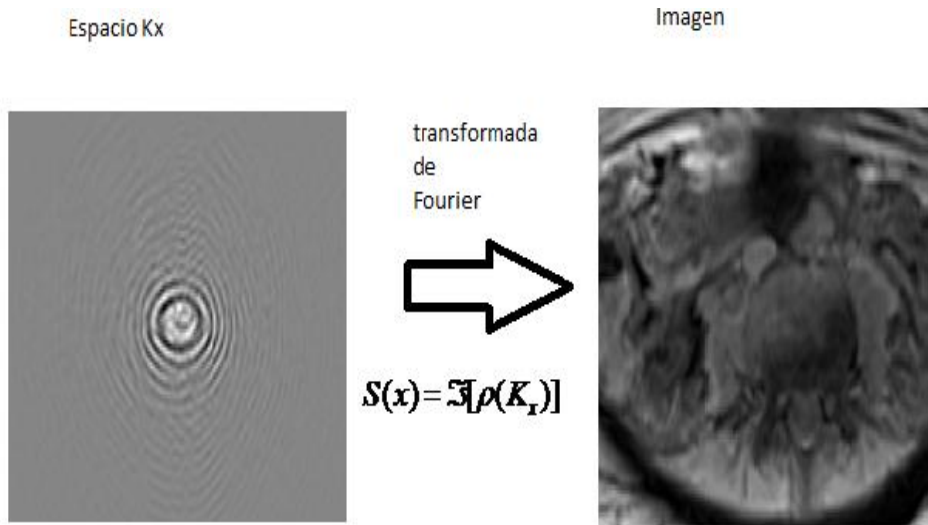 Espacio Kx
Imagen
transformada
de
Fourier
S(x)=ℑ[ρ(Kₓ)]